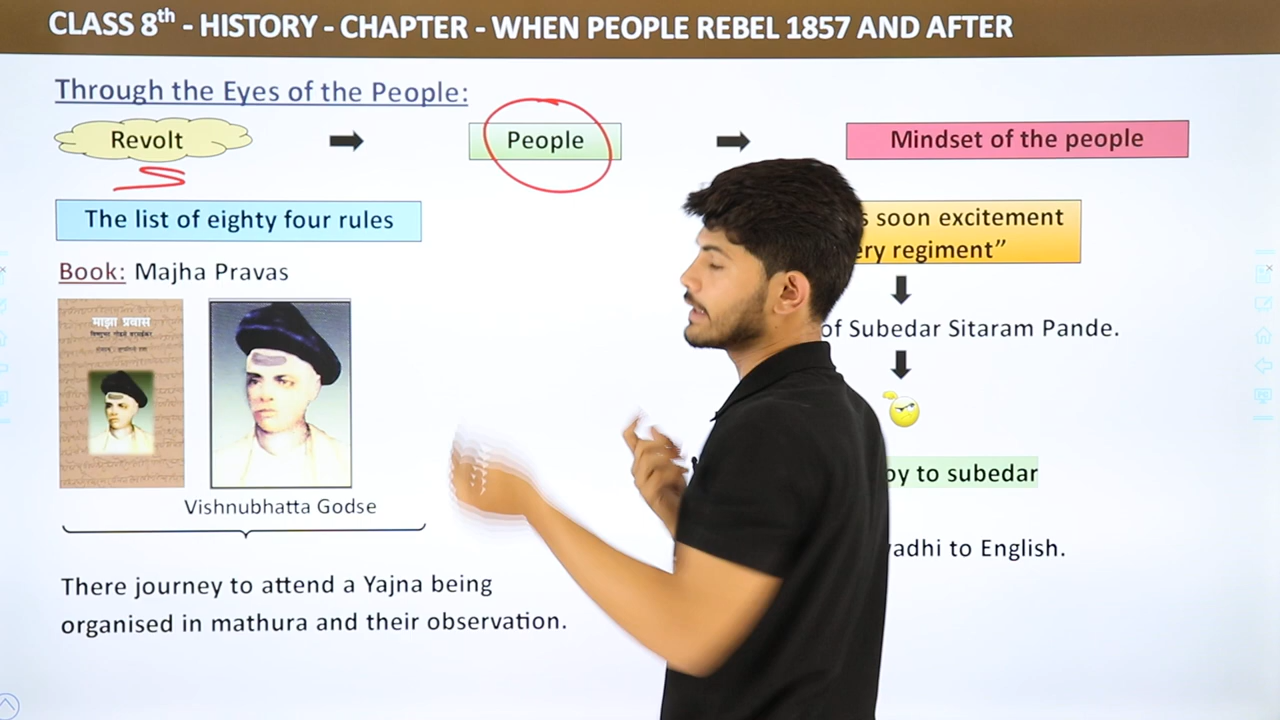 CLASS 8th - HISTORY - CHAPTER - WHEN PEOPLE REBEL 1857 AND AFTER
Through the Eyes of the People:
Revolt
People
Mindset of the people
The list of eighty four rules
soon excitement
regiment”
Book: Majha Pravas
माझा प्रवास
of Subedar Sitaram Pande.
Vishnubhatta Godse
to subedar
to English.
There journey to attend a Yajna being
organised in mathura and their observation.